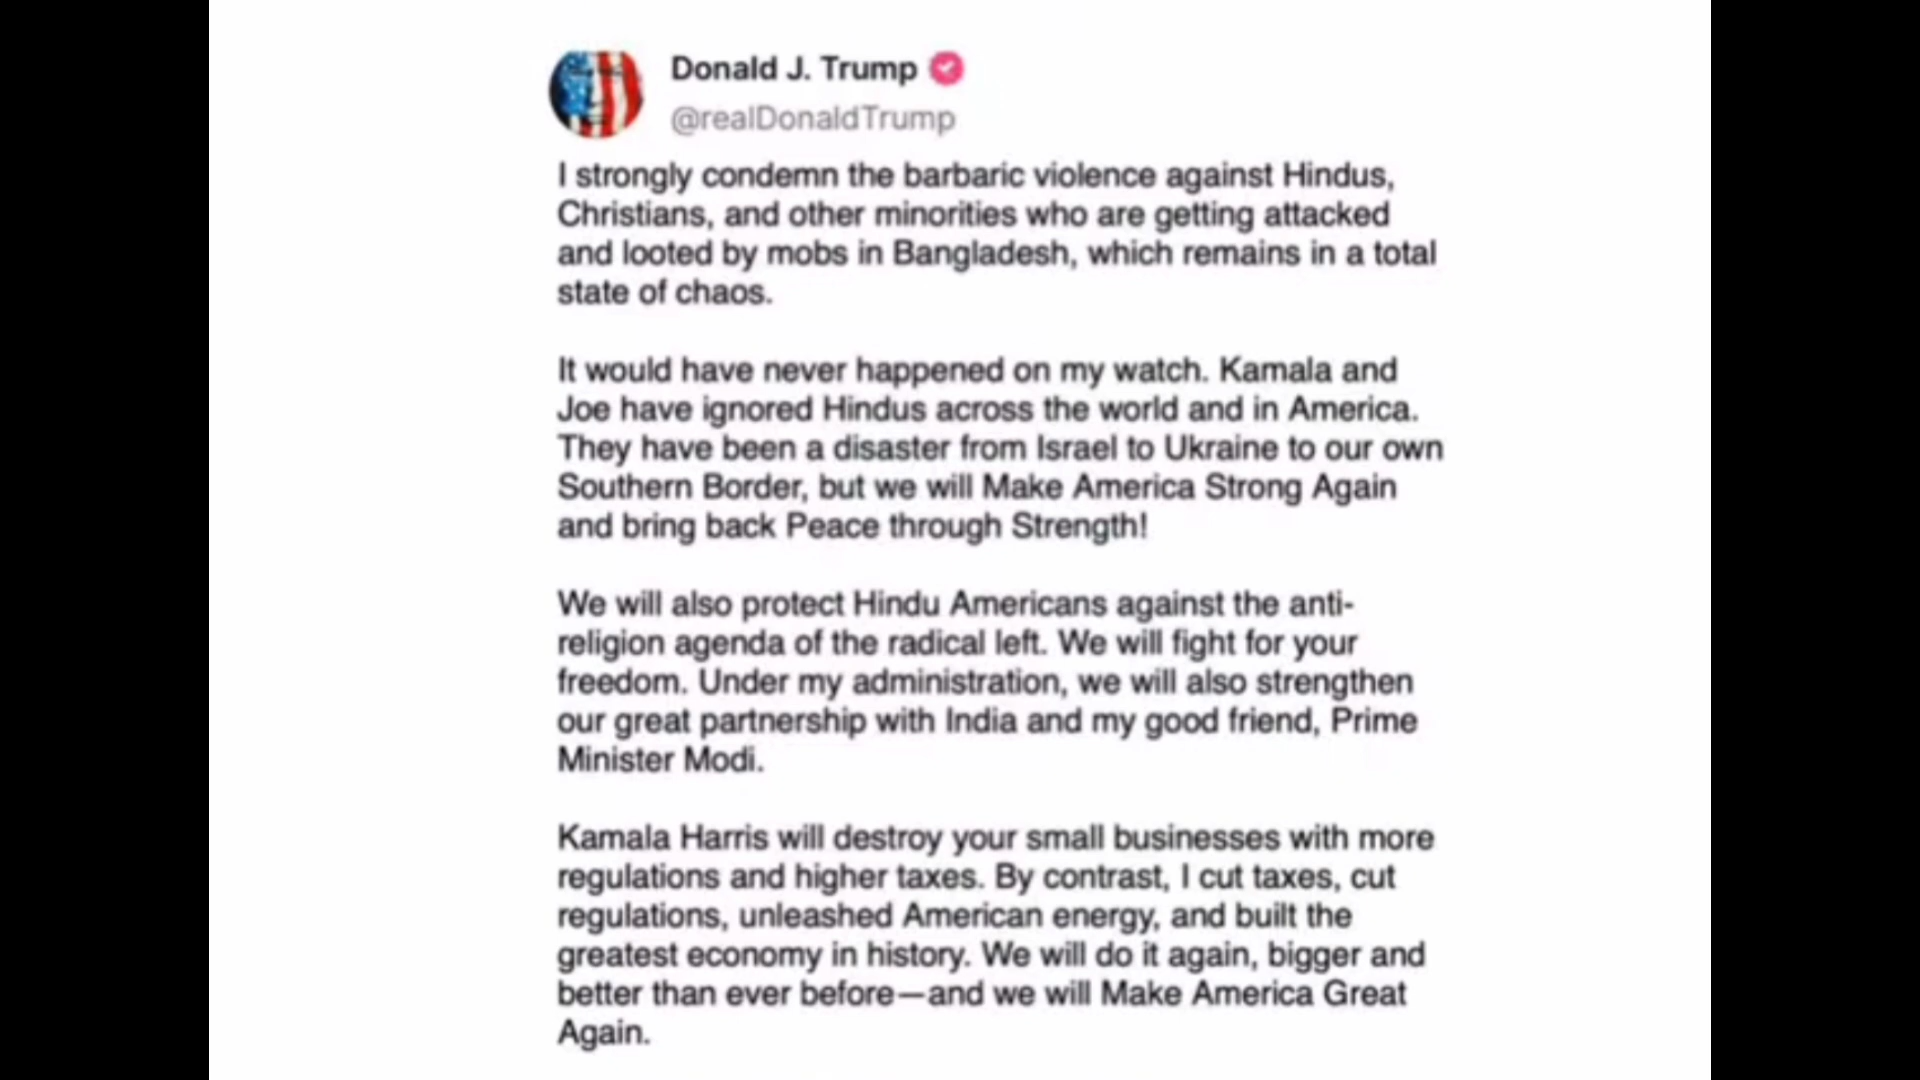 Donald J. Trump
@realDonaldTrump
I strongly condemn the barbaric violence against Hindus,
Christians, and other minorities who are getting attacked
and looted by mobs in Bangladesh, which remains in a total
state of chaos.
It would have never happened on my watch. Kamala and
Joe have ignored Hindus across the world and in America.
They have been a disaster from Israel to Ukraine to our own
Southern Border, but we will Make America Strong Again
and bring back Peace through Strength!
We will also protect Hindu Americans against the anti-
religion agenda of the radical left. We will fight for your
freedom. Under my administration, we will also strengthen
our great partnership with India and my good friend, Prime
Minister Modi.
Kamala Harris will destroy your small businesses with more
regulations and higher taxes. By contrast, I cut taxes, cut
regulations, unleashed American energy, and built the
greatest economy in history. We will do it again, bigger and
better than ever before—and we will Make America Great
Again.